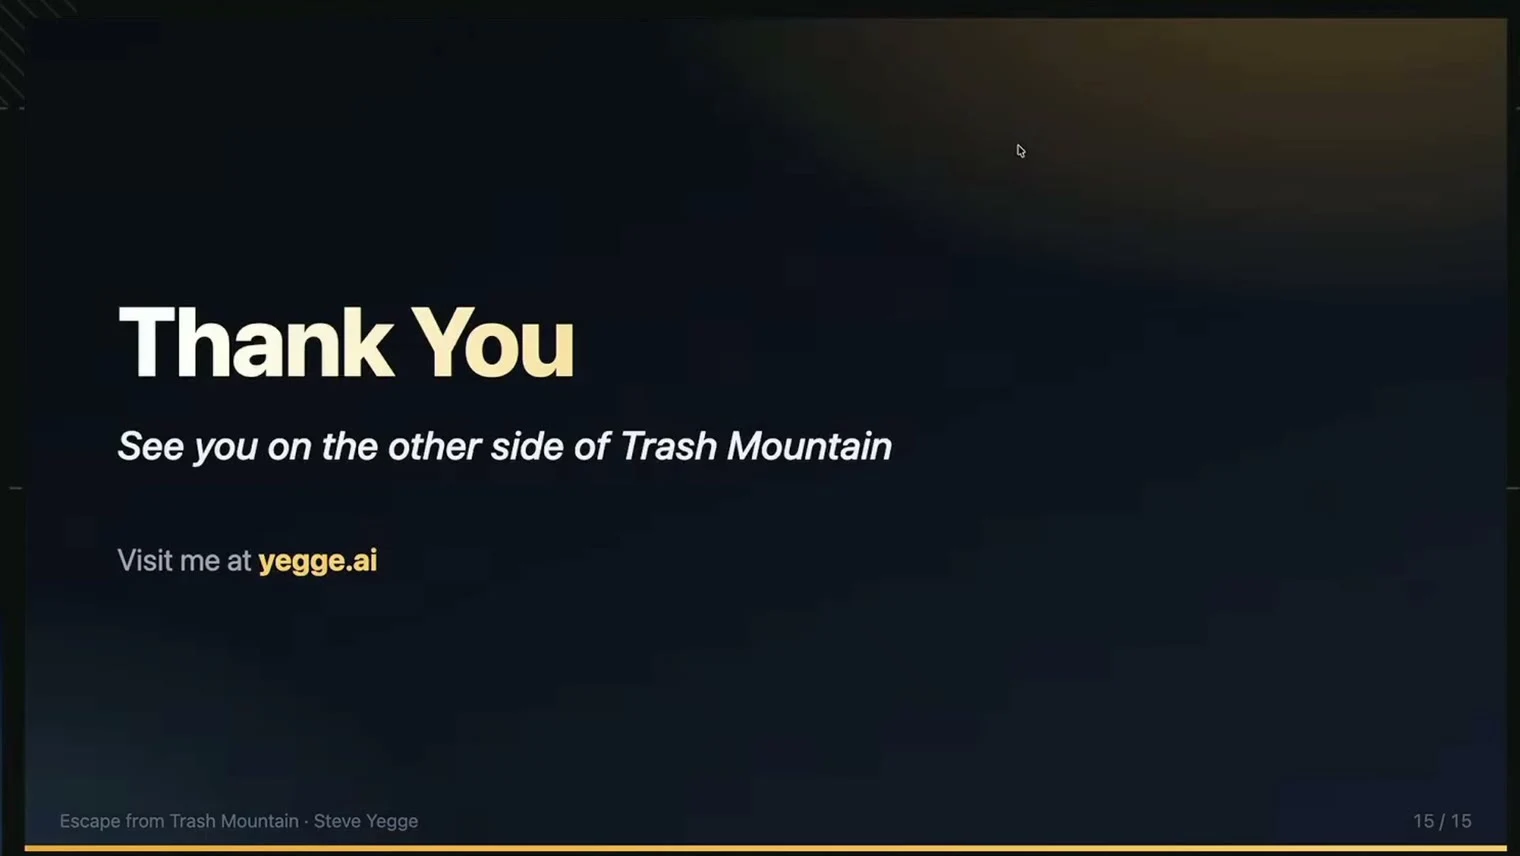 Thank You
See you on the other side of Trash Mountain
Visit me at yegge.ai
Escape from Trash Mountain · Steve Yegge
15 / 15